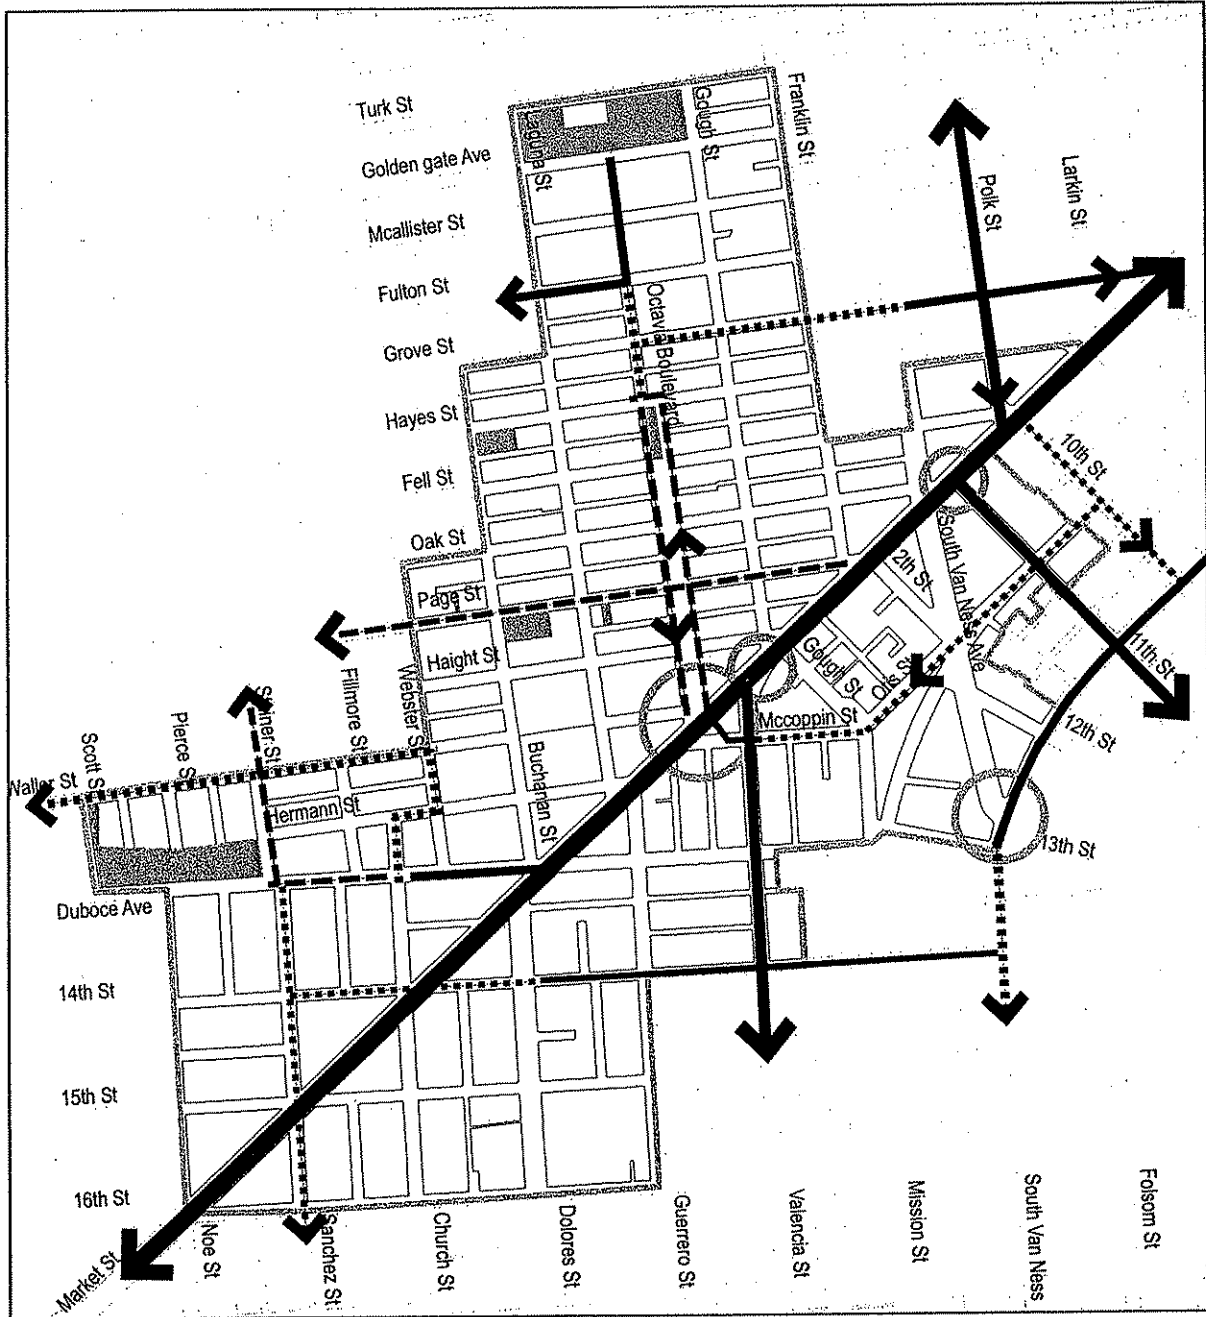 Turk St
Golden gate Ave
Mcallister St
Fulton St
Grove St
Hayes St
Fell St
Oak St
Page St
Haight St
Laguna St
Gough St
Franklin St
Polk St
Larkin St
Octavia Boulevard
10th St
11th St
12th St
13th St
2th St
South Van Ness Ave
Gough St
Otis St
Mccoppin St
Buchanan St
Webster St
Fillmore St
Steiner St
Pierce S
Scott S
Waller St
Hermann St
Duboce Ave
14th St
15th St
16th St
Market St
Noe St
Sanchez St
Church St
Dolores St
Guerrero St
Valencia St
Mission St
South Van Ness
Folsom St